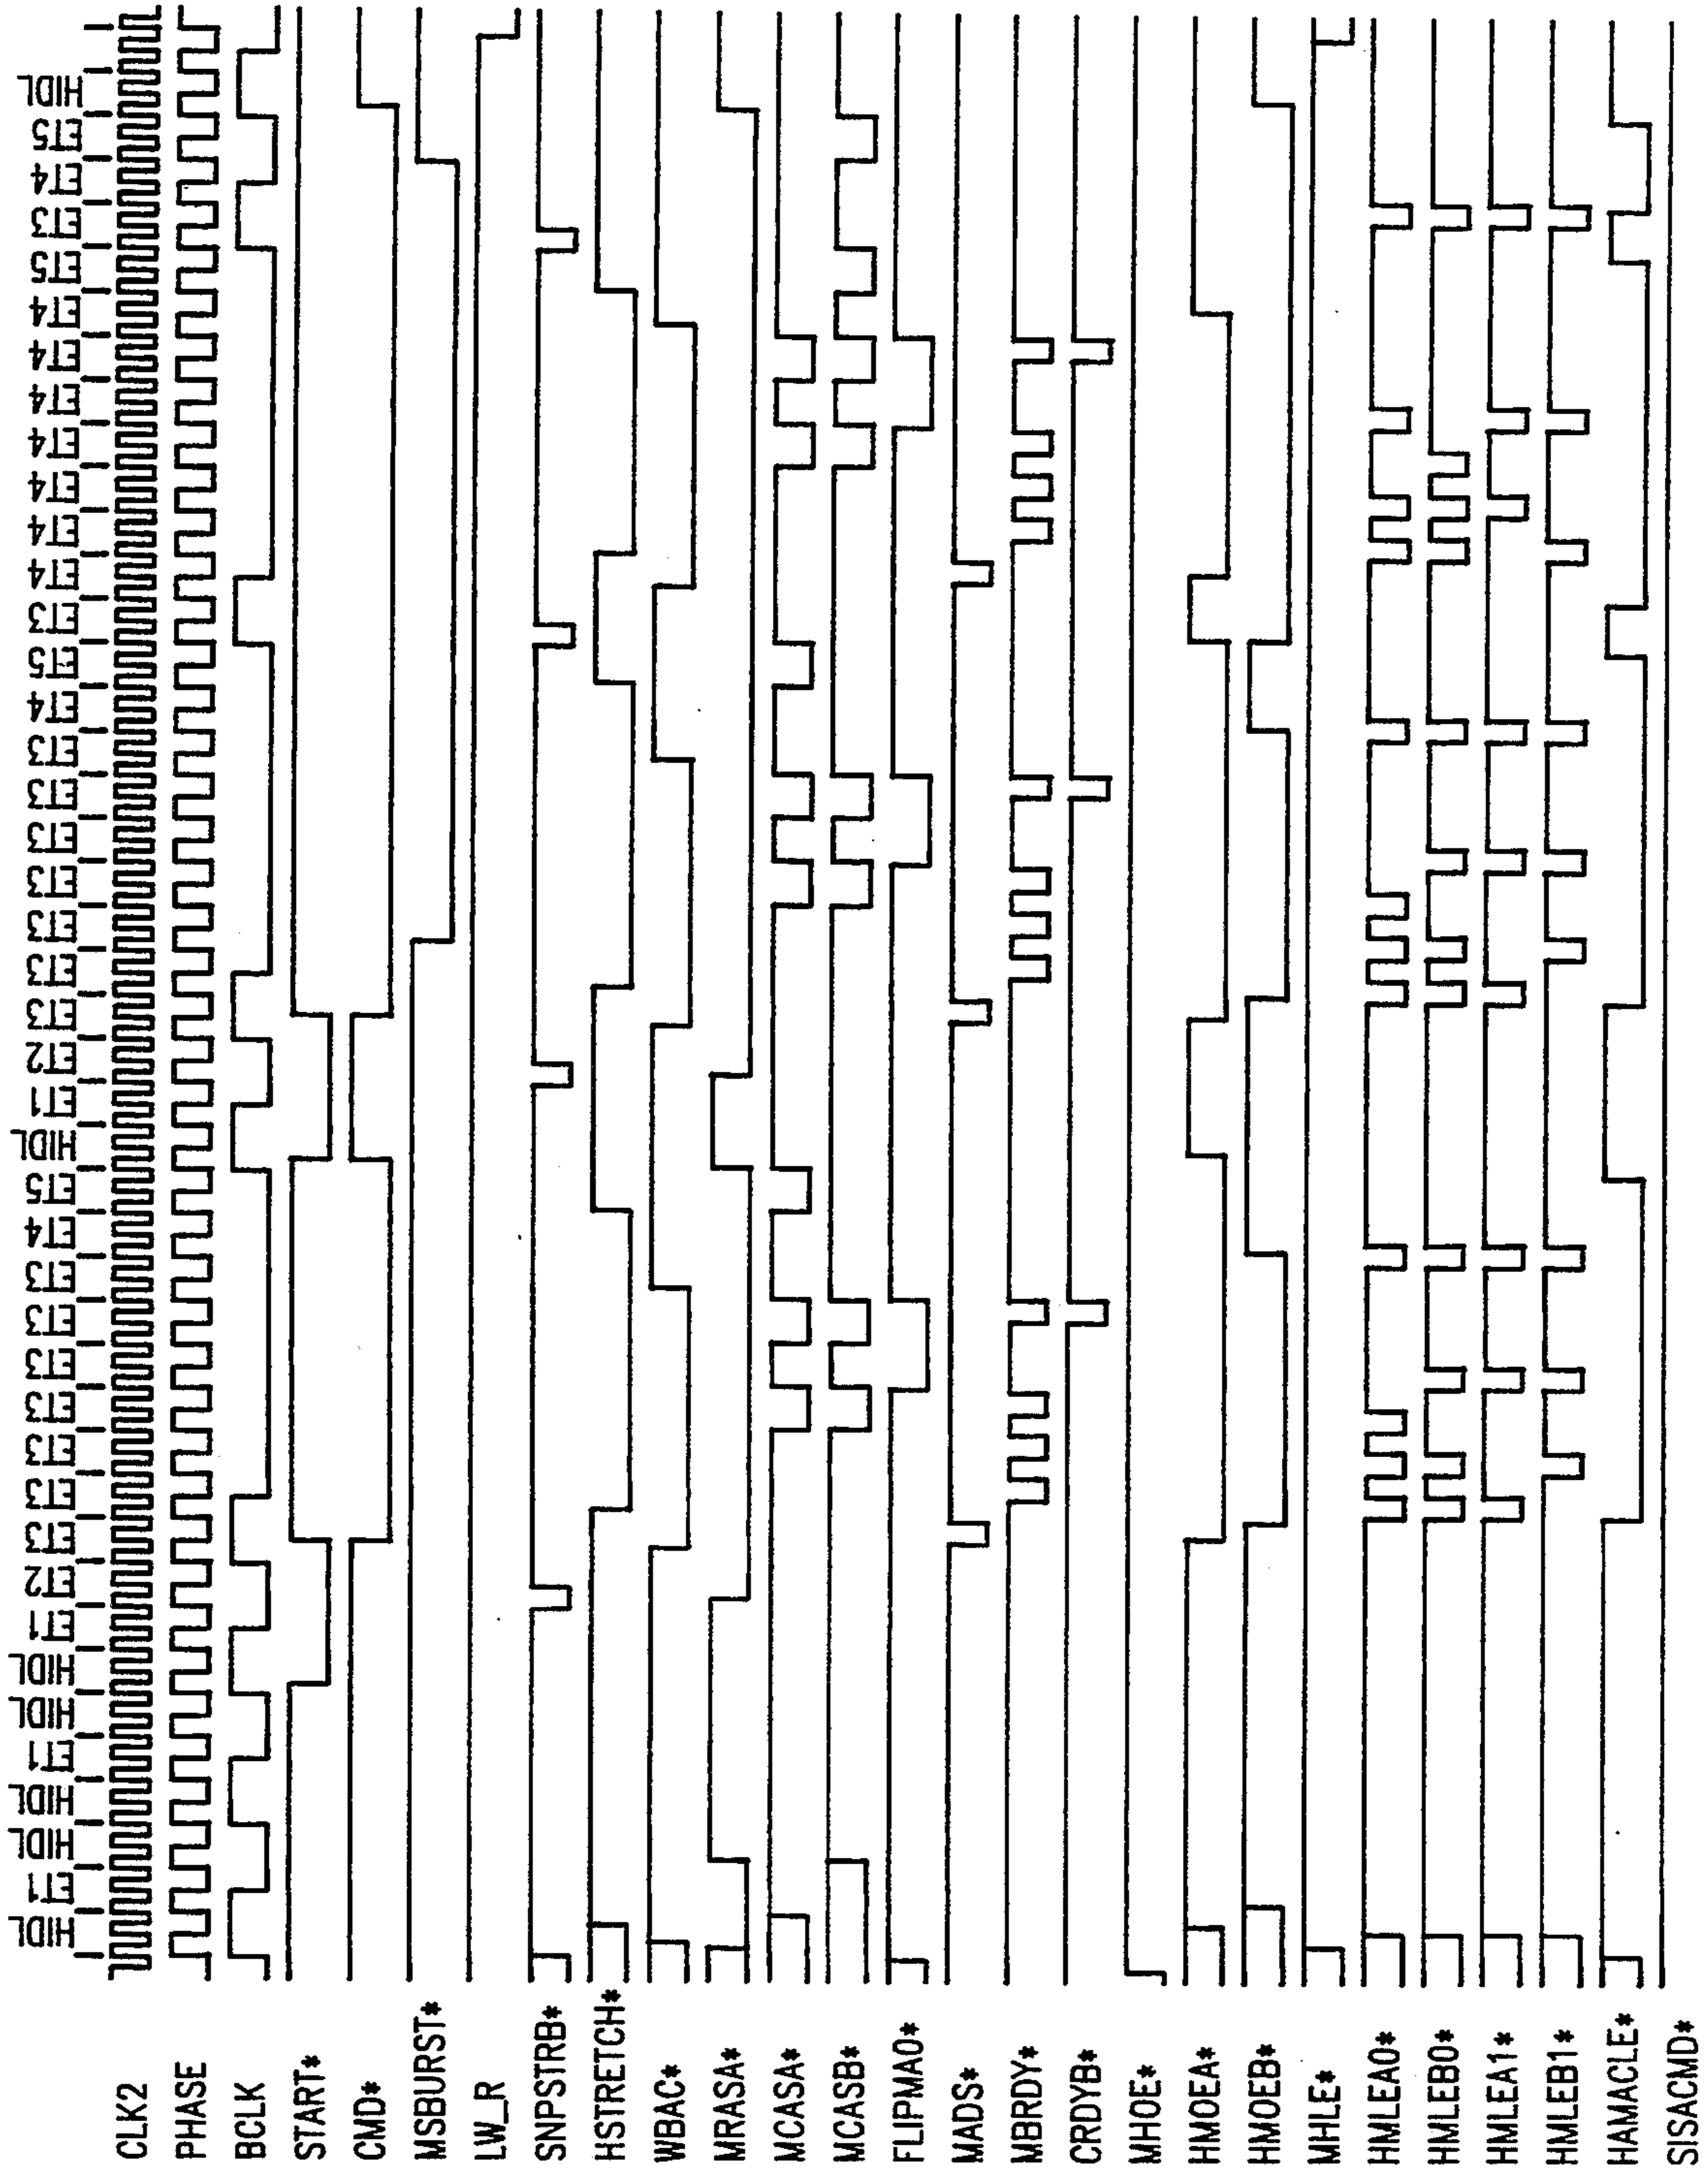 HIDL ET1 HIDL HIDL ET1 HIDL HIDL ET1 ET2 ET3 ET3 ET3 ET3 ET3 ET3 ET3 ET4 ET5 HIDL ET1 ET2 ET3 ET3 ET3 ET3 ET3 ET3 ET3 ET4 ET5 ET3 ET4 ET4 ET4 ET4 ET4 ET4 ET4 ET5 ET3 ET4 ET5 HIDL
CLK2
PHASE
BCLK
START*
CMD*
MSBURST*
LW_R
SNPSTRB*
HSTRETCH*
WBAC*
MRASA*
MCASA*
MCASB*
FLIPMA0*
MADS*
MBRDY*
CRDYB*
MHOE*
HMOEA*
HMOEB*
MHLE*
HMLEA0*
HMLEB0*
HMLEA1*
HMLEB1*
HAMACLE*
SISACMD*